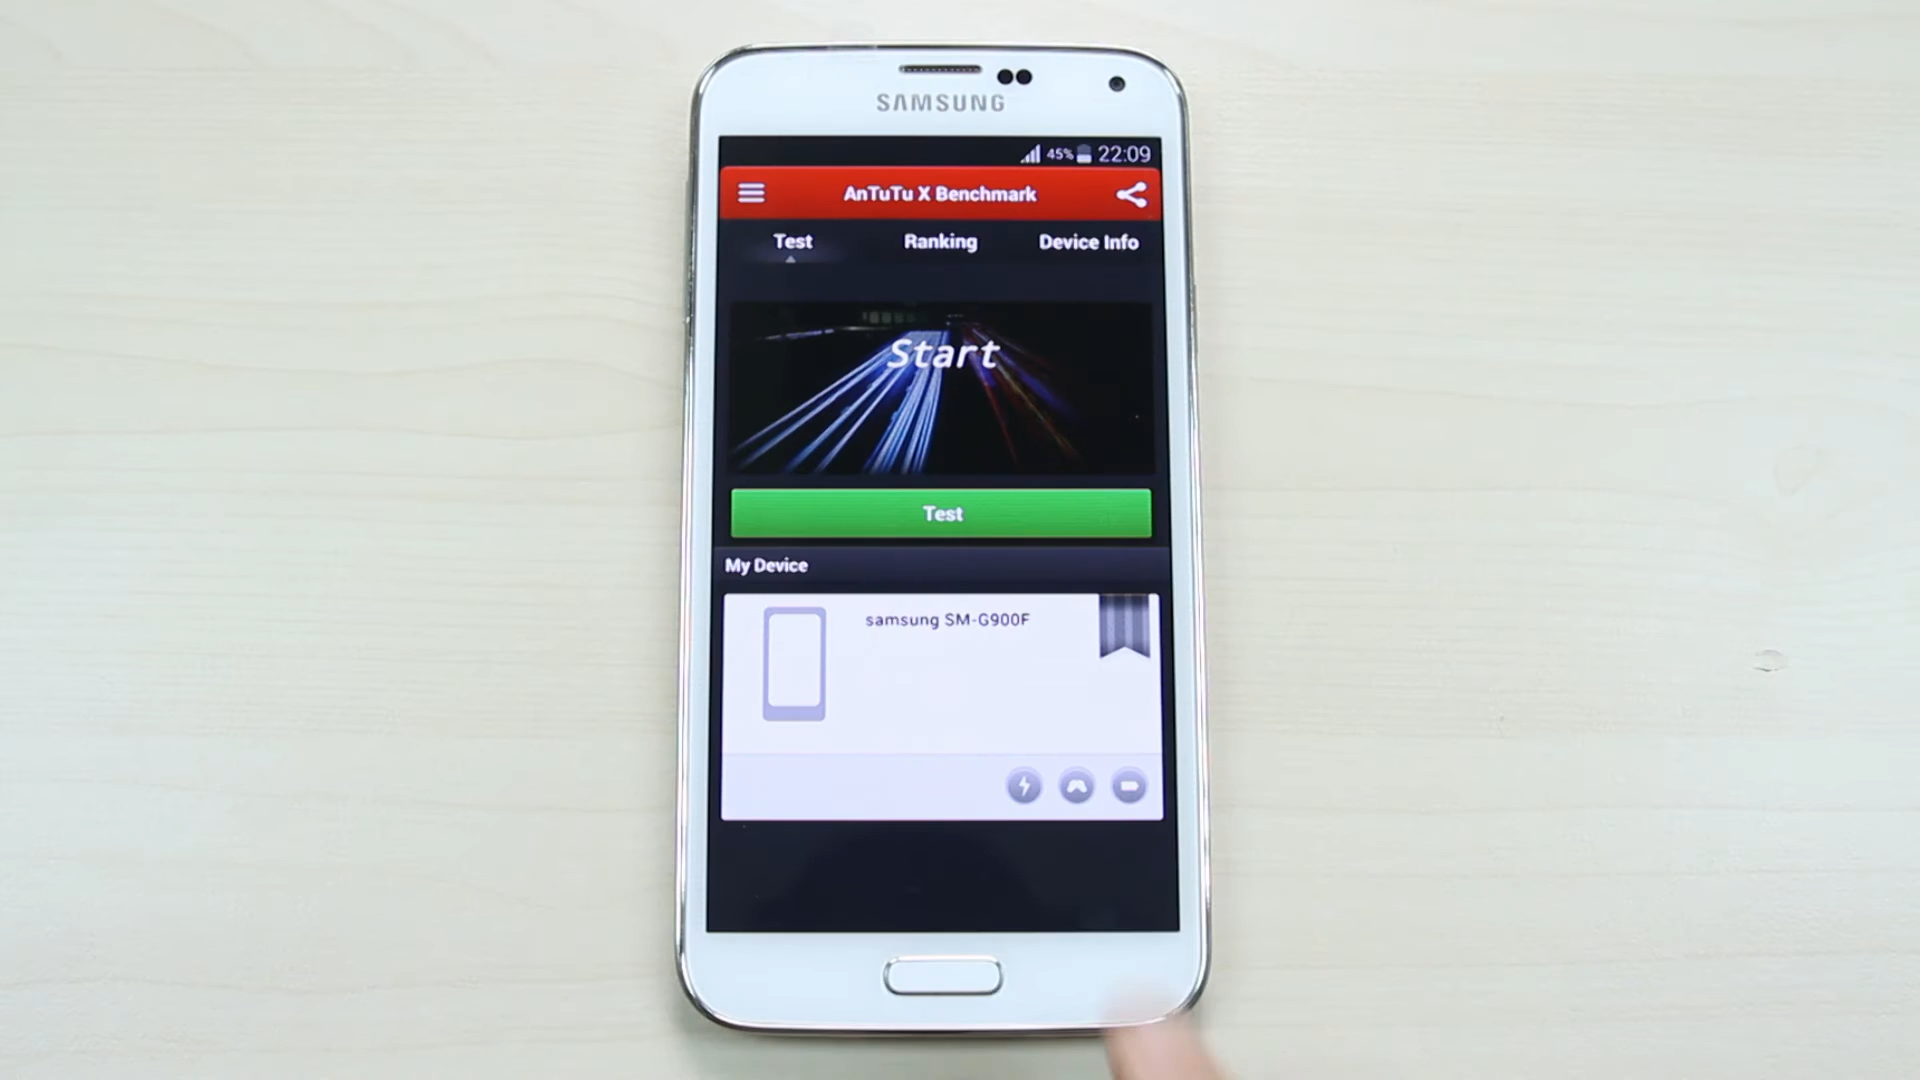 SAMSUNG
45% 22:09
AnTuTu X Benchmark
Test Ranking Device Info
Start
Test
My Device
samsung SM-G900F